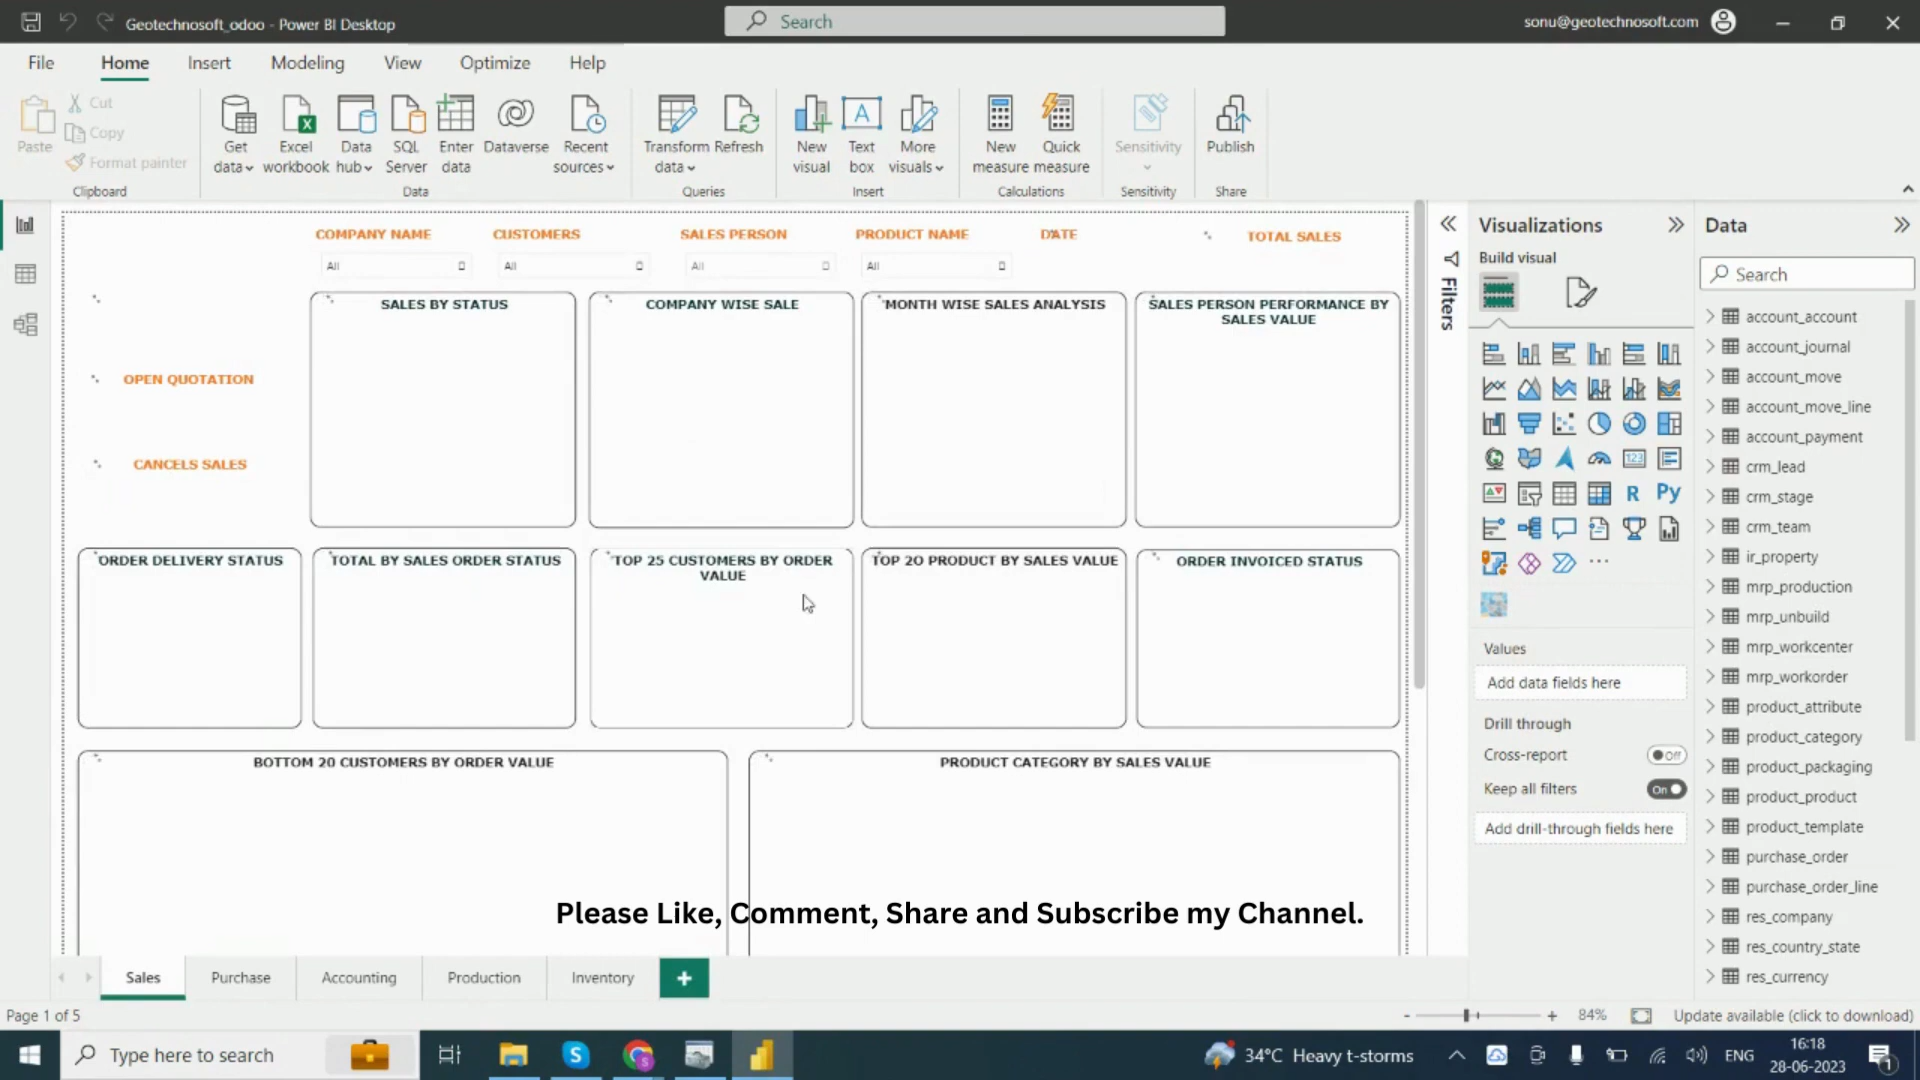 Geotechnosoft_odoo - Power BI Desktop
Search
sonu@geotechnosoft.com
File Home Insert Modeling View Optimize Help
Paste
Cut
Copy
Format painter
Clipboard
Get data
Excel workbook
Data hub
SQL Server
Enter data
Dataverse
Recent sources
Data
Transform data
Refresh
Queries
New visual
Text box
More visuals
Insert
New measure
Quick measure
Calculations
Sensitivity
Sensitivity
Publish
Share
COMPANY NAME
CUSTOMERS
SALES PERSON
PRODUCT NAME
DATE
TOTAL SALES
All
All
All
All
SALES BY STATUS
COMPANY WISE SALE
MONTH WISE SALES ANALYSIS
SALES PERSON PERFORMANCE BY
SALES VALUE
OPEN QUOTATION
CANCELS SALES
ORDER DELIVERY STATUS
TOTAL BY SALES ORDER STATUS
TOP 25 CUSTOMERS BY ORDER
VALUE
TOP 20 PRODUCT BY SALES VALUE
ORDER INVOICED STATUS
BOTTOM 20 CUSTOMERS BY ORDER VALUE
PRODUCT CATEGORY BY SALES VALUE
Please Like, Comment, Share and Subscribe my Channel.
Filters
Visualizations
Build visual
123
R
Py
Values
Add data fields here
Drill through
Cross-report
Off
Keep all filters
On
Add drill-through fields here
Data
Search
account_account
account_journal
account_move
account_move_line
account_payment
crm_lead
crm_stage
crm_team
ir_property
mrp_production
mrp_unbuild
mrp_workcenter
mrp_workorder
product_attribute
product_category
product_packaging
product_product
product_template
purchase_order
purchase_order_line
res_company
res_country_state
res_currency
Sales Purchase Accounting Production Inventory +
Page 1 of 5
- + 84%
Update available (click to download)
Type here to search
34°C Heavy t-storms
ENG
16:18
28-06-2023
1